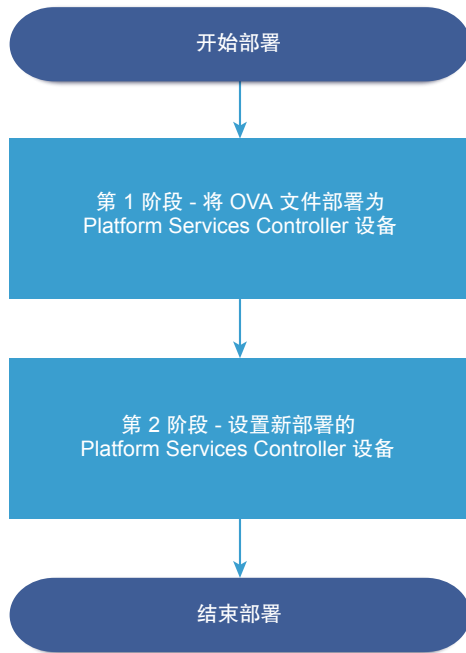 开始部署
第 1 阶段 - 将 OVA 文件部署为
Platform Services Controller 设备
第 2 阶段 - 设置新部署的
Platform Services Controller 设备
结束部署